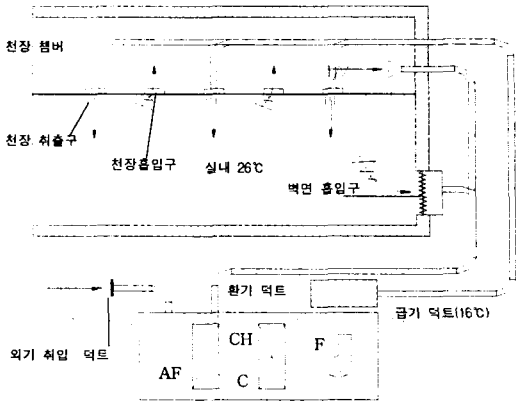 천장 챔버
천장 취출구
천장흡입구
실내 26℃
벽면 흡입구
환기 덕트
급기 덕트(16℃)
외기 취입 덕트
AF
CH
C
F